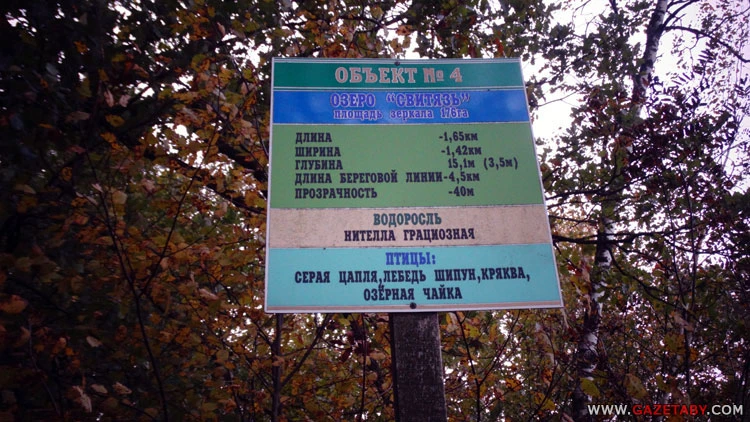 ОБЪЕКТ № 4
ОЗЕРО "СВИТЯЗЬ"
площадь зеркала 176га
ДЛИНА -1,65км
ШИРИНА -1,42км
ГЛУБИНА 15,1м (3,5м)
ДЛИНА БЕРЕГОВОЙ ЛИНИИ-4,5км
ПРОЗРАЧНОСТЬ -40м
ВОДОРОСЛЬ
НИТЕЛЛА ГРАЦИОЗНАЯ
ПТИЦЫ:
СЕРАЯ ЦАПЛЯ,ЛЕБЕДЬ ШИПУН,КРЯКВА,
ОЗЁРНАЯ ЧАЙКА
WWW.GAZETABY.COM